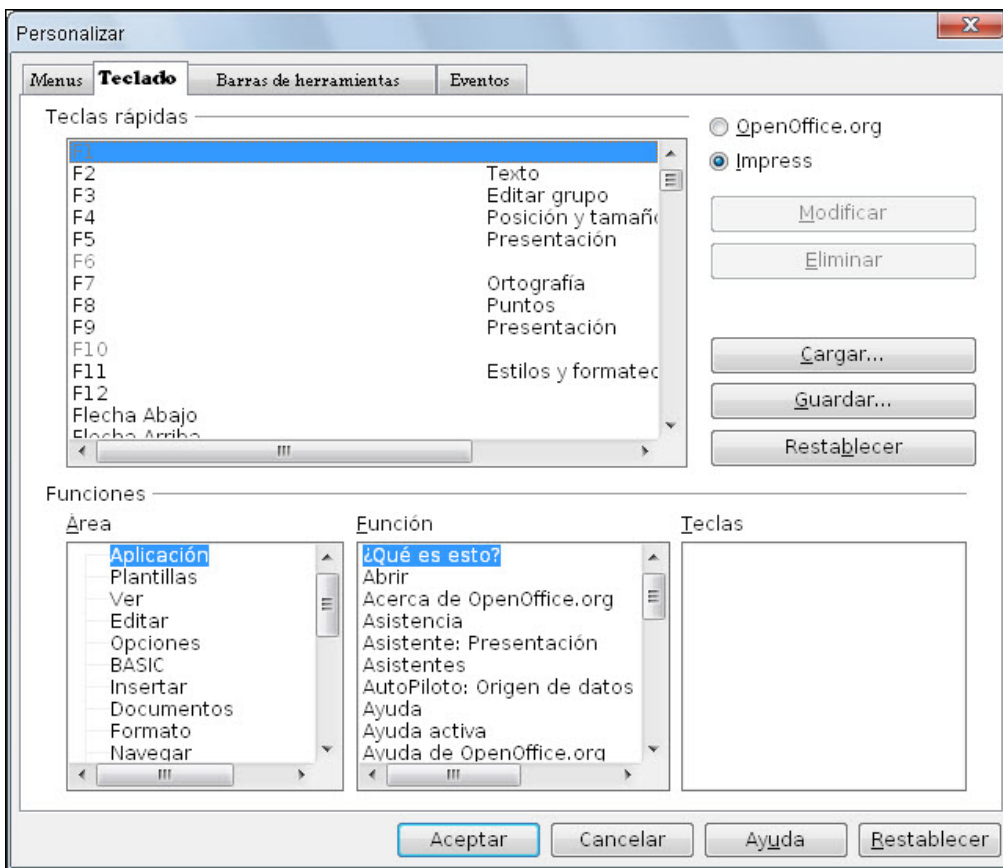 Personalizar
Menus Teclado Barras de herramientas Eventos
Teclas rápidas
F1
F2 Texto
F3 Editar grupo
F4 Posición y tamaño
F5 Presentación
F6
F7 Ortografía
F8 Puntos
F9 Presentación
F10
F11 Estilos y formateo
F12
Flecha Abajo
Flecha Arriba
OpenOffice.org
Impress
Modificar
Eliminar
Cargar...
Guardar...
Restablecer
Funciones
Área
Aplicación
Plantillas
Ver
Editar
Opciones
BASIC
Insertar
Documentos
Formato
Navegar
Función
¿Qué es esto?
Abrir
Acerca de OpenOffice.org
Asistencia
Asistente: Presentación
Asistentes
AutoPiloto: Origen de datos
Ayuda
Ayuda activa
Ayuda de OpenOffice.org
Teclas
Aceptar Cancelar Ayuda Restablecer